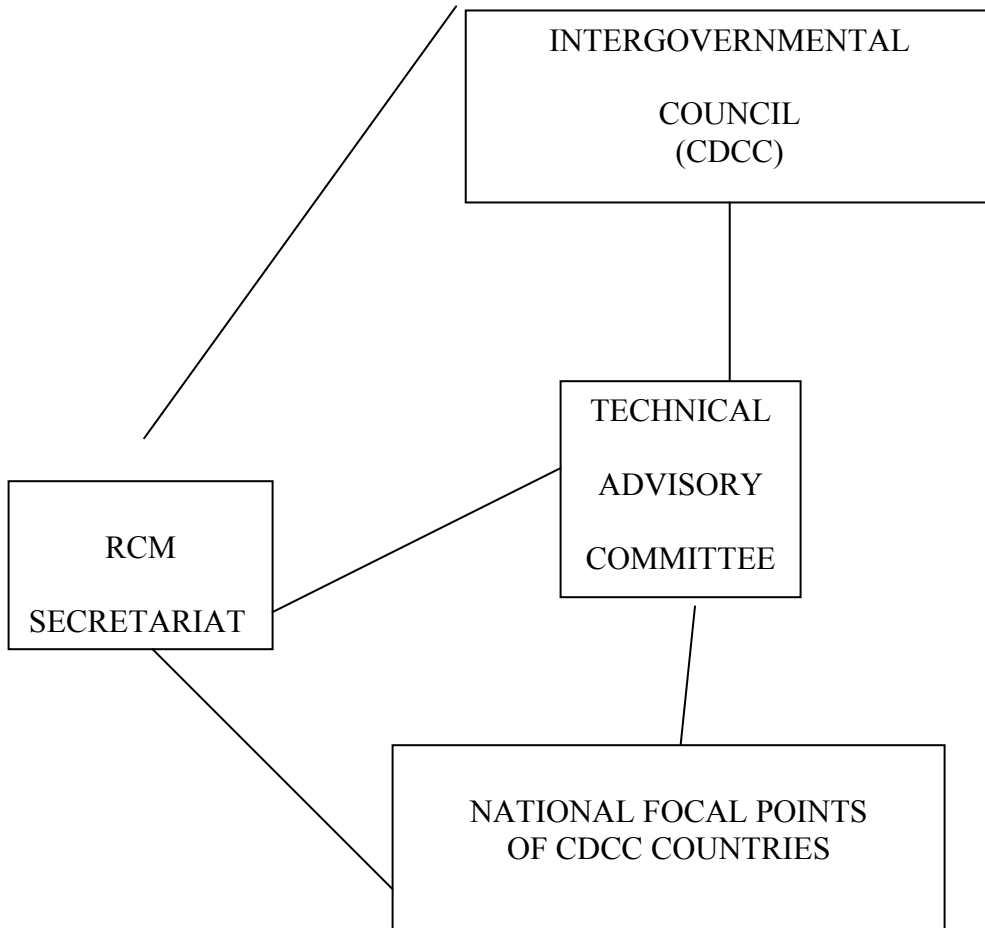 INTERGOVERNMENTAL
COUNCIL
(CDCC)
TECHNICAL
ADVISORY
COMMITTEE
RCM
SECRETARIAT
NATIONAL FOCAL POINTS
OF CDCC COUNTRIES